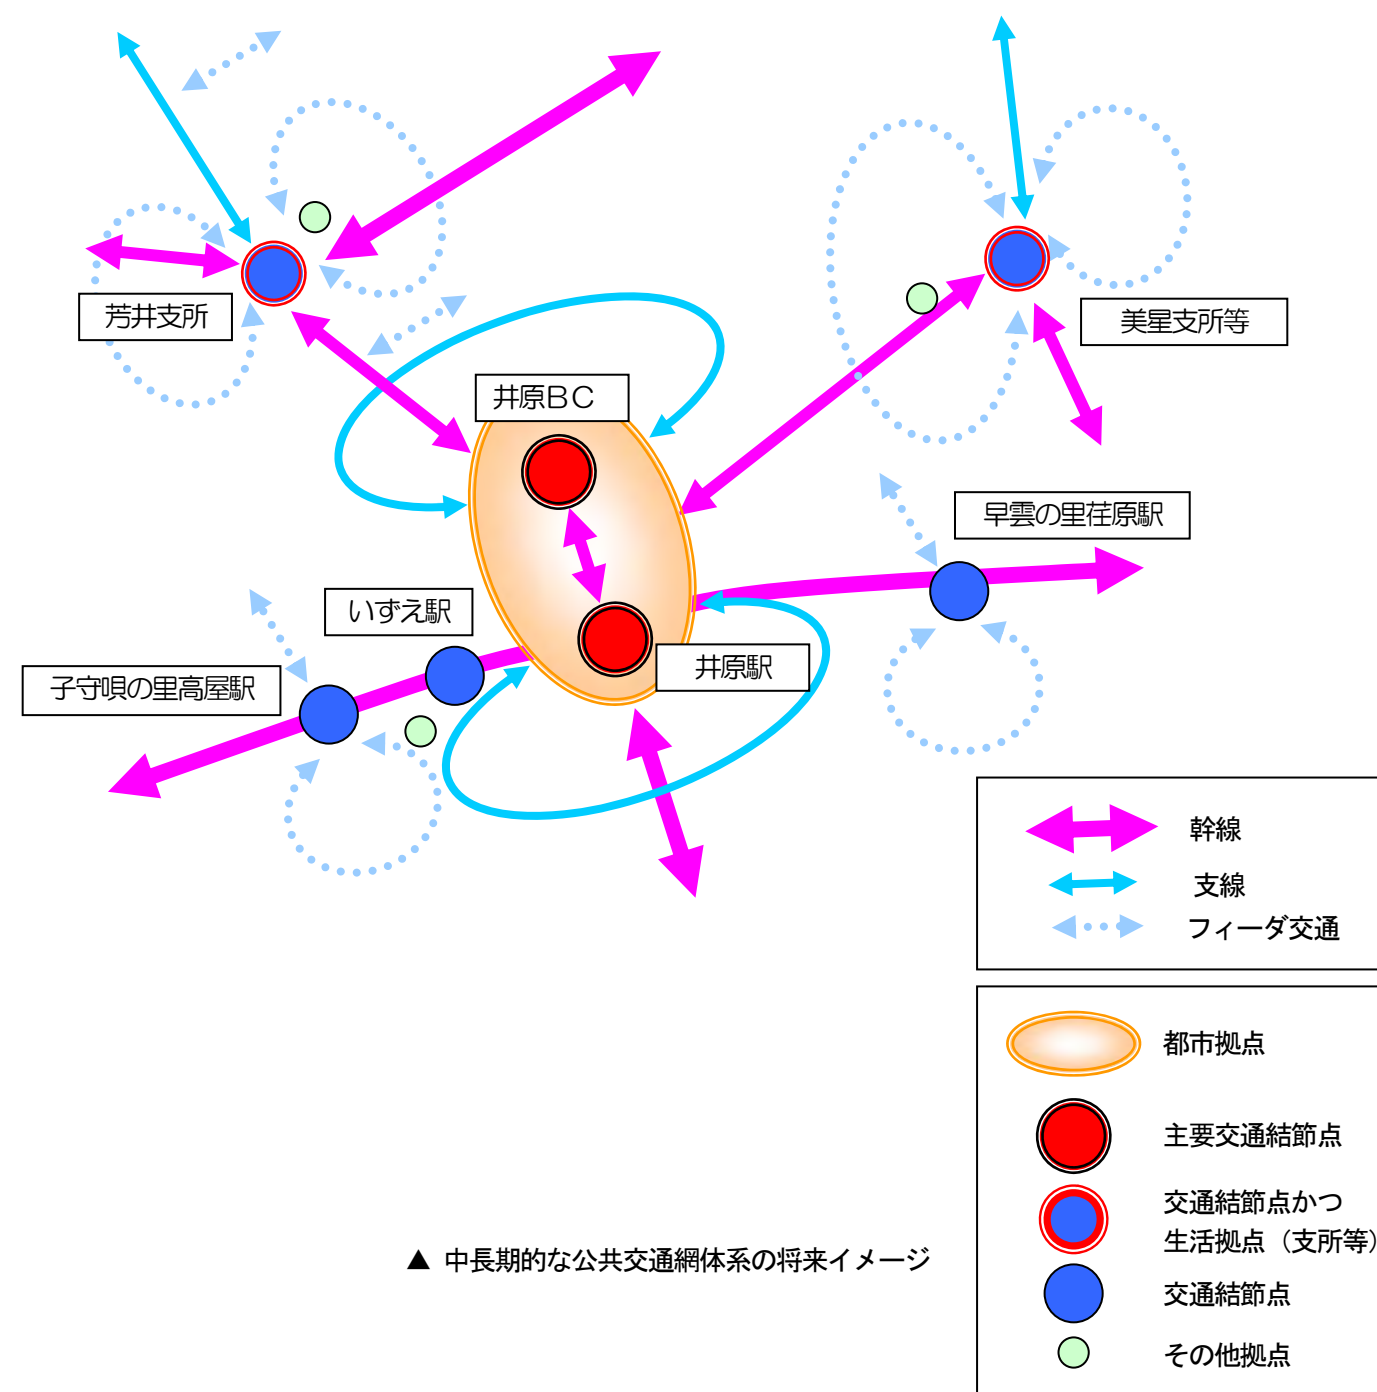 芳井支所
美星支所等
井原BC
早雲の里荏原駅
いずえ駅
井原駅
子守唄の里高屋駅
幹線
支線
フィーダ交通
都市拠点
主要交通結節点
交通結節点かつ
生活拠点(支所等)
交通結節点
その他拠点
▲ 中長期的な公共交通網体系の将来イメージ